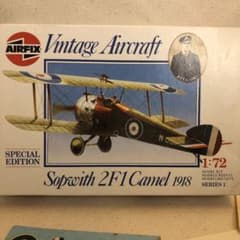 AIRFIX
Vintage Aircraft
SPECIAL
EDITION
1:72
SERIES 1
Sopwith 2F1 Camel 1918